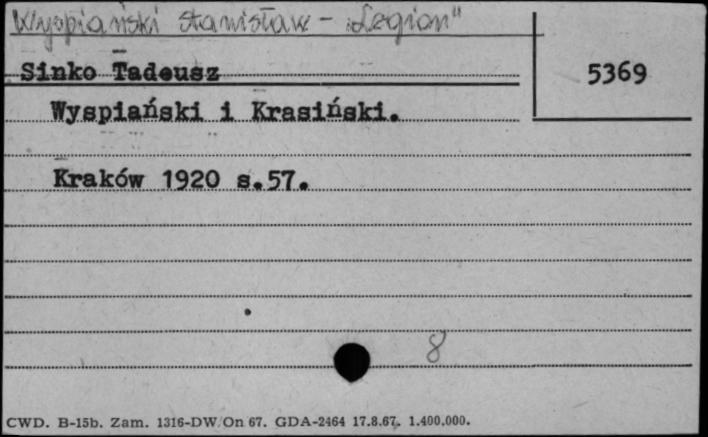 Wyspiański Stanisław - „Legion"
Sinko Tadeusz
5369
Wyspiański i Krasiński.
Kraków 1920 s.57.
8
CWD. B-15b. Zam. 1316-DW/On 67. GDA-2464 17.8.67. 1.400.000.